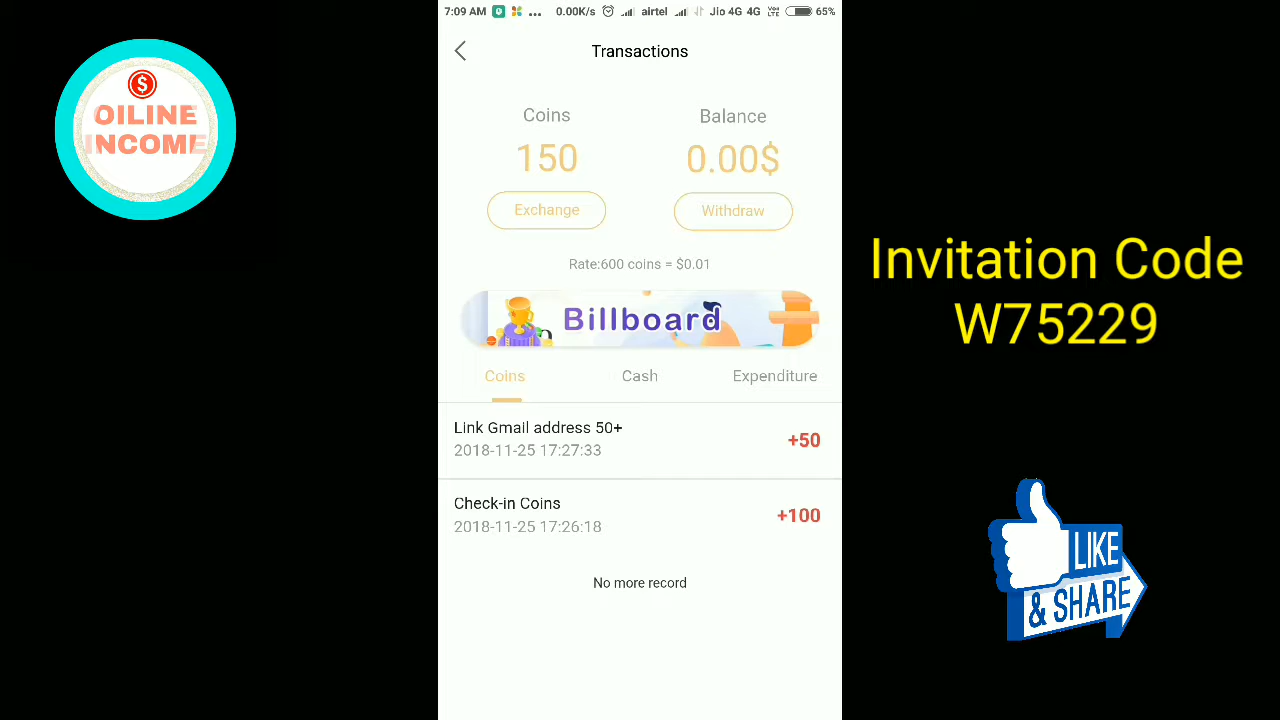 7:09 AM ... 0.00K/s airtel Jio 4G 4G VoLTE 65%
OILINE
INCOME
Transactions
Coins Balance
150 0.00$
Exchange Withdraw
Rate:600 coins = $0.01
Billboard
Coins Cash Expenditure
Link Gmail address 50+
2018-11-25 17:27:33
+50
Check-in Coins
2018-11-25 17:26:18
+100
No more record
Invitation Code
W75229
LIKE
& SHARE